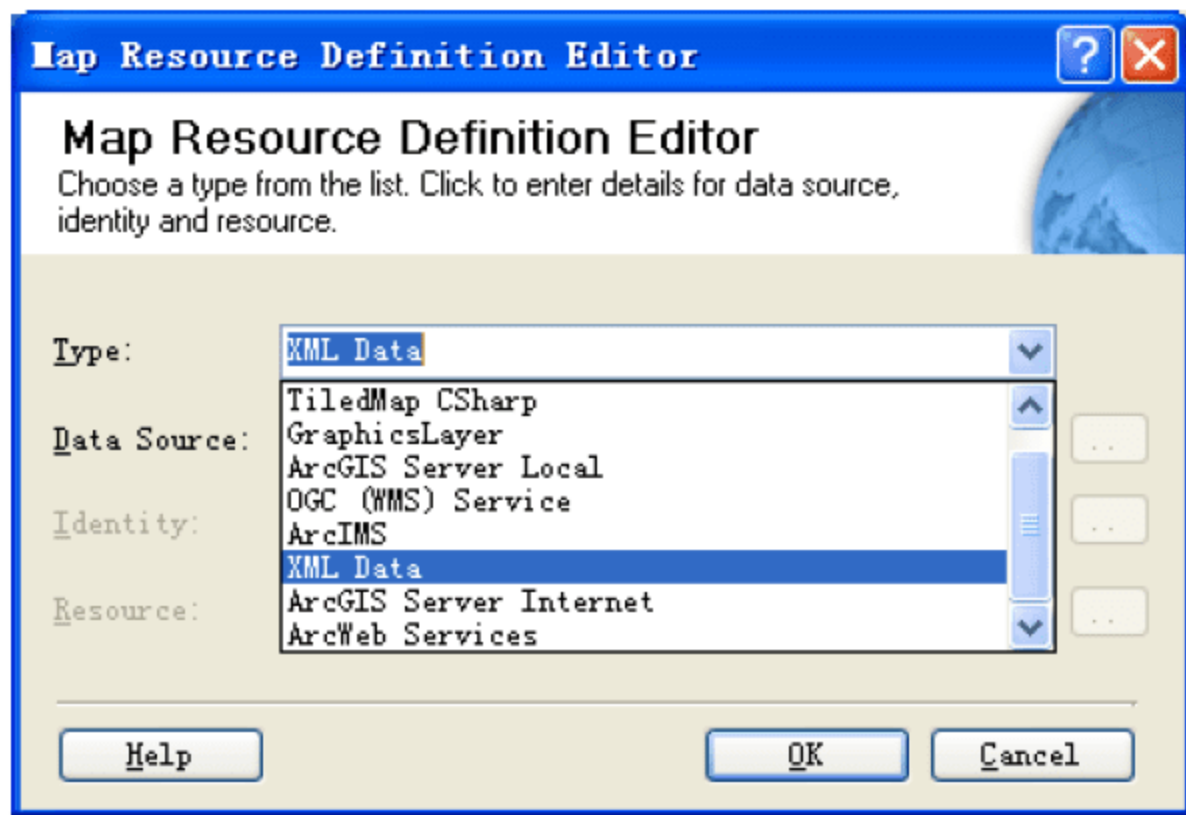 Map Resource Definition Editor
Map Resource Definition Editor
Choose a type from the list. Click to enter details for data source,
identity and resource.
Type:
XML Data
TiledMap CSharp
Data Source:
GraphicsLayer
ArcGIS Server Local
OGC (WMS) Service
Identity:
ArcIMS
XML Data
ArcGIS Server Internet
Resource:
ArcWeb Services
Help
OK
Cancel